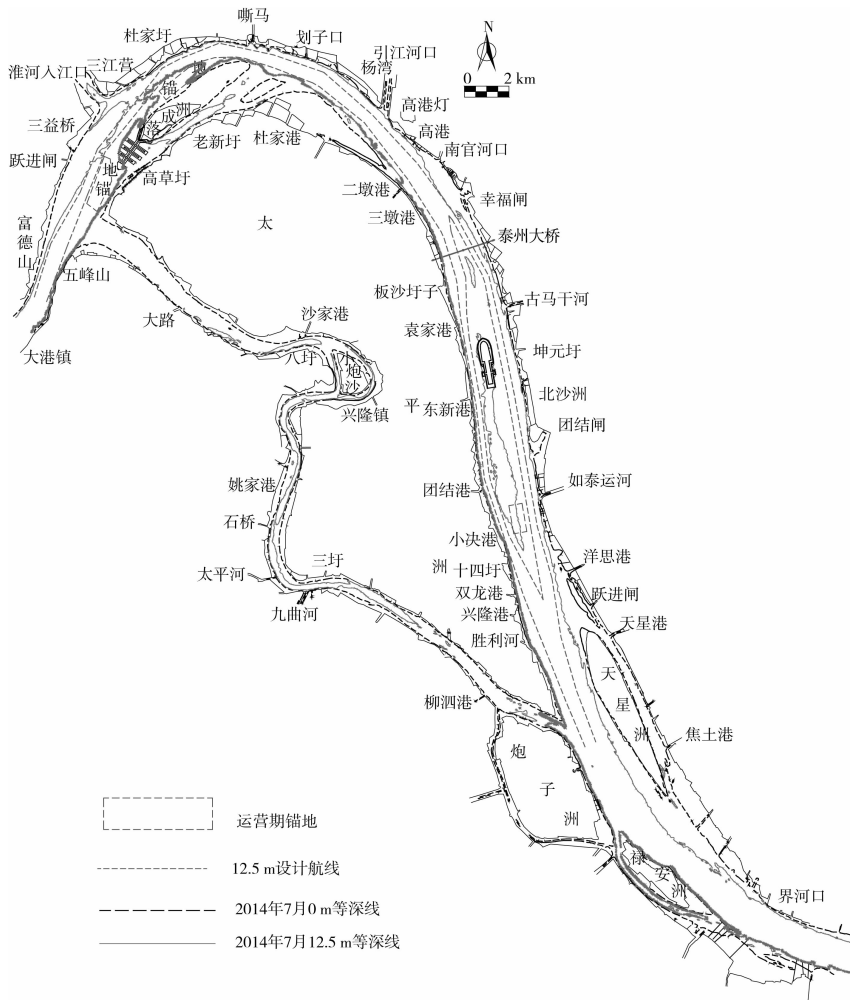 嘶马
杜家圩
划子口
N
0 2 km
引江河口
杨湾
淮河入江口
三江营
锚地
高港灯
三益桥
落成洲
高港
跃进闸
老新圩
杜家港
南官河口
锚地
高草圩
二墩港
幸福闸
三墩港
富德山
太
泰州大桥
五峰山
板沙圩子
古马干河
大路
沙家港
袁家港
大港镇
八圩
小炮沙
坤元圩
平
东新港
北沙洲
兴隆镇
团结闸
姚家港
团结港
如泰运河
石桥
小决港
洋思港
太平河
三圩
洲
十四圩
双龙港
跃进闸
九曲河
兴隆港
天星港
胜利河
天星洲
柳泗港
焦土港
炮子洲
运营期锚地
禄安洲
12.5 m设计航线
界河口
2014年7月0 m等深线
2014年7月12.5 m等深线